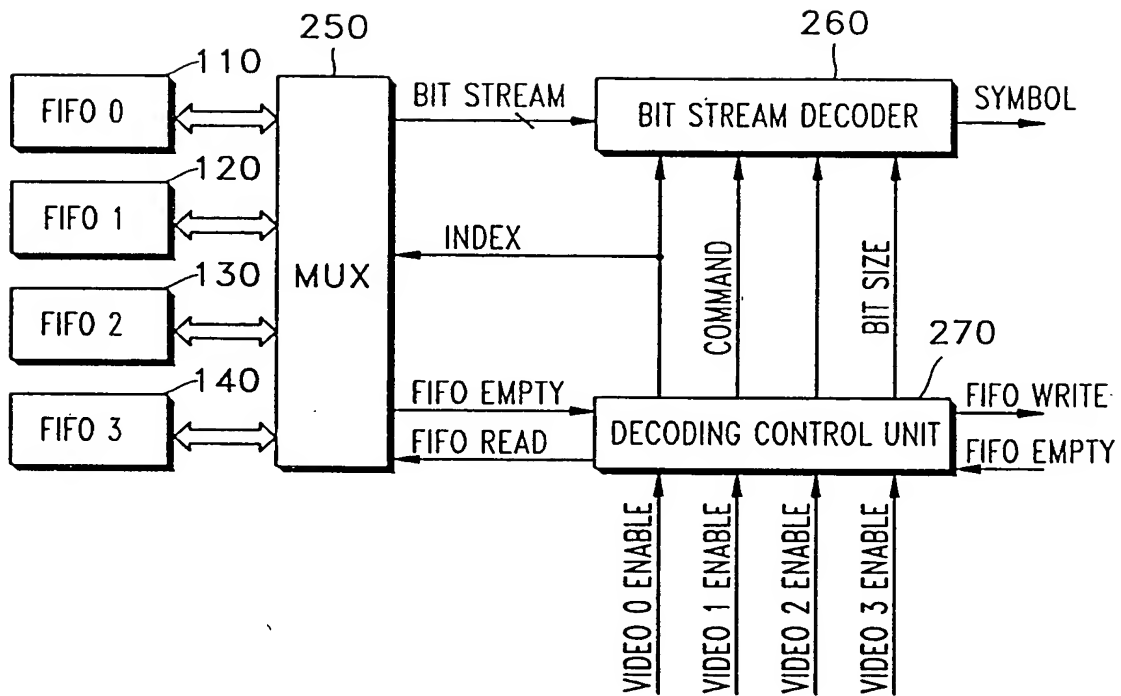 250
260
110
FIFO 0
BIT STREAM
BIT STREAM DECODER
SYMBOL
120
FIFO 1
INDEX
MUX
COMMAND
BIT SIZE
130
FIFO 2
270
140
FIFO 3
FIFO EMPTY
FIFO READ
DECODING CONTROL UNIT
FIFO WRITE
FIFO EMPTY
VIDEO 0 ENABLE
VIDEO 1 ENABLE
VIDEO 2 ENABLE
VIDEO 3 ENABLE